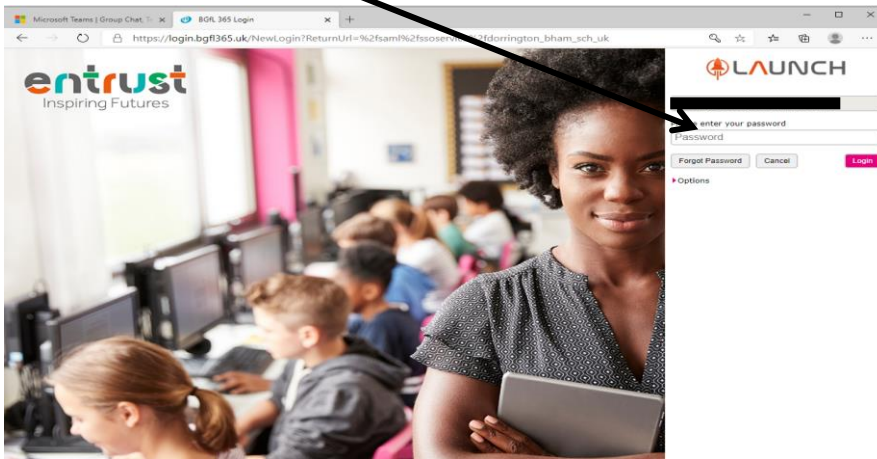 Microsoft Teams | Group Chat, T
BGfL 365 Login
https://login.bgfl365.uk/NewLogin?ReturnUrl=%2fsaml%2fssoservice%2fdorrington_bham_sch_uk
entrust
Inspiring Futures
LAUNCH
enter your password
Password
Forgot Password
Cancel
Login
Options